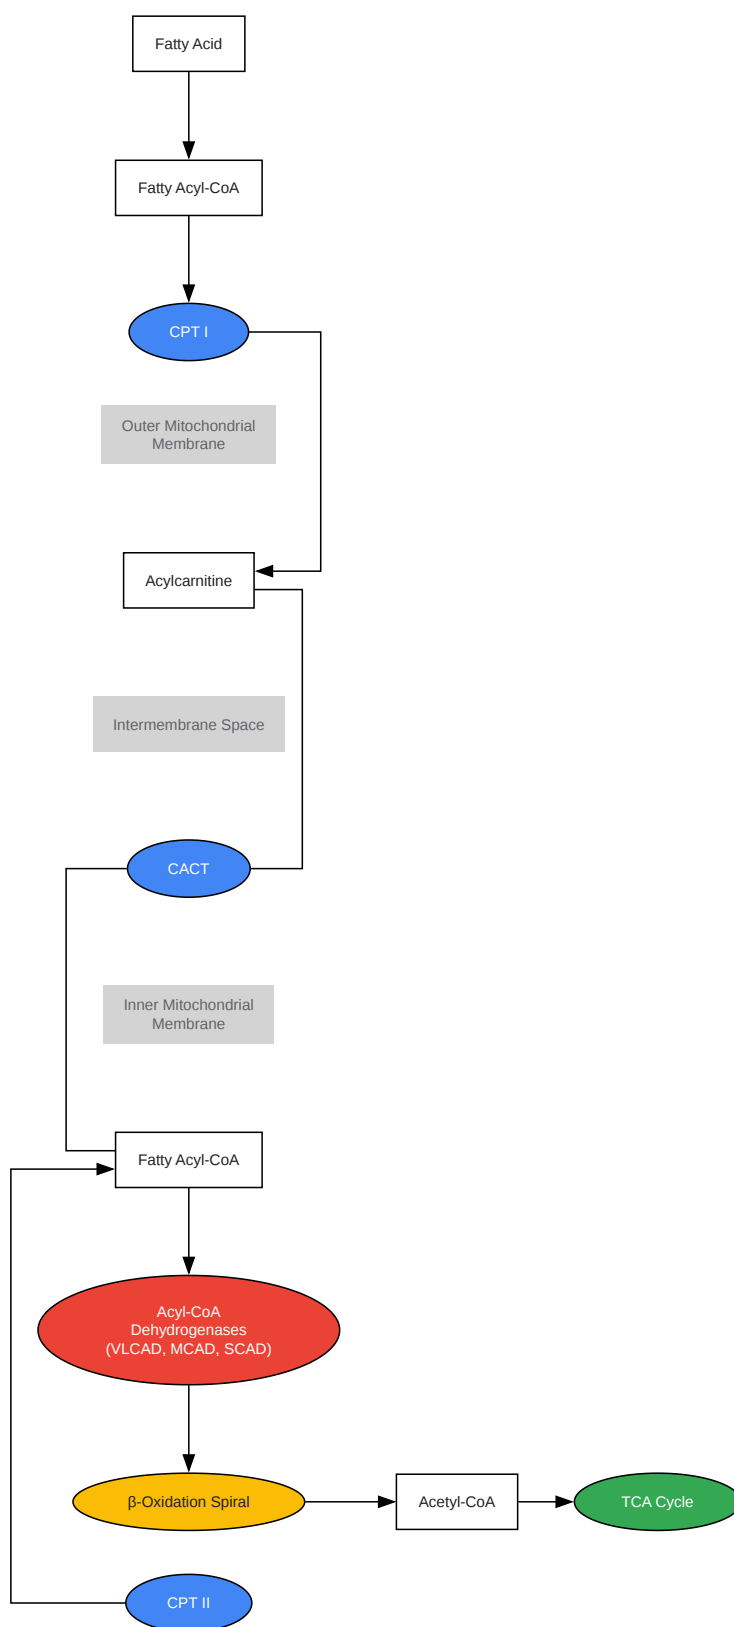 Fatty Acid
Fatty Acyl-CoA
CPT I
Outer Mitochondrial
Membrane
Acylcarnitine
Intermembrane Space
CACT
Inner Mitochondrial
Membrane
Fatty Acyl-CoA
Acyl-CoA
Dehydrogenases
(VLCAD, MCAD, SCAD)
β-Oxidation Spiral
Acetyl-CoA
TCA Cycle
CPT II